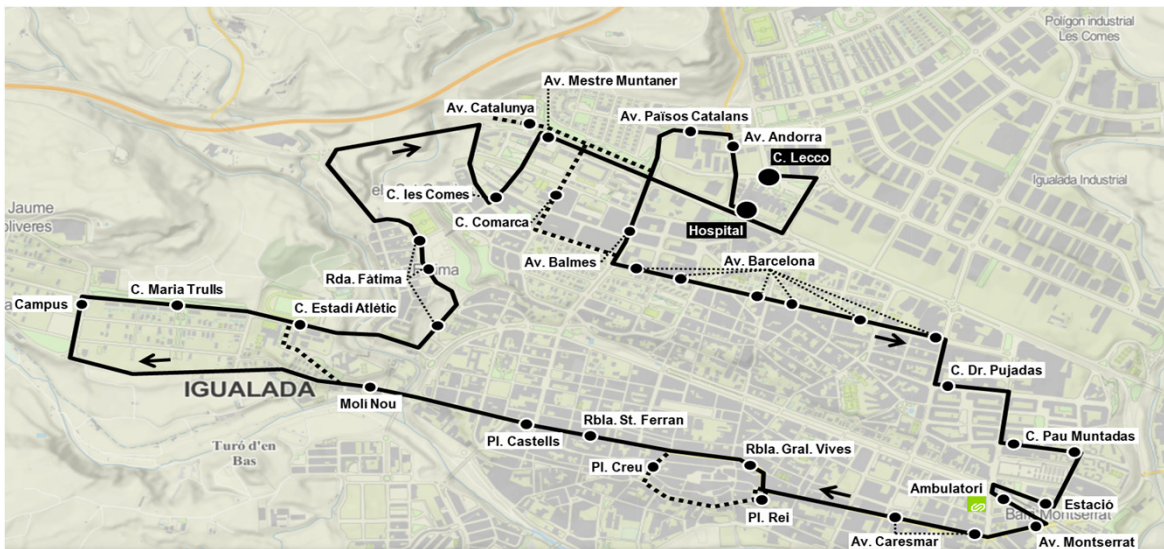 Polígon industrial
Les Comes
Av. Mestre Muntaner
Av. Catalunya
Av. Països Catalans
Av. Andorra
C. Lecco
Igualada Industrial
C. les Comes
C. Comarca
Hospital
Jaume
Av. Balmes
Av. Barcelona
Rda. Fàtima
C. Maria Trulls
Campus
C. Estadi Atlètic
IGUALADA
C. Dr. Pujadas
Molí Nou
Rbla. St. Ferran
Pl. Castells
Turó d'en
Bas
C. Pau Muntadas
Rbla. Gral. Vives
Pl. Creu
Ambulatori
Estació
Pl. Rei
Montserrat
Av. Caresmar
Av. Montserrat